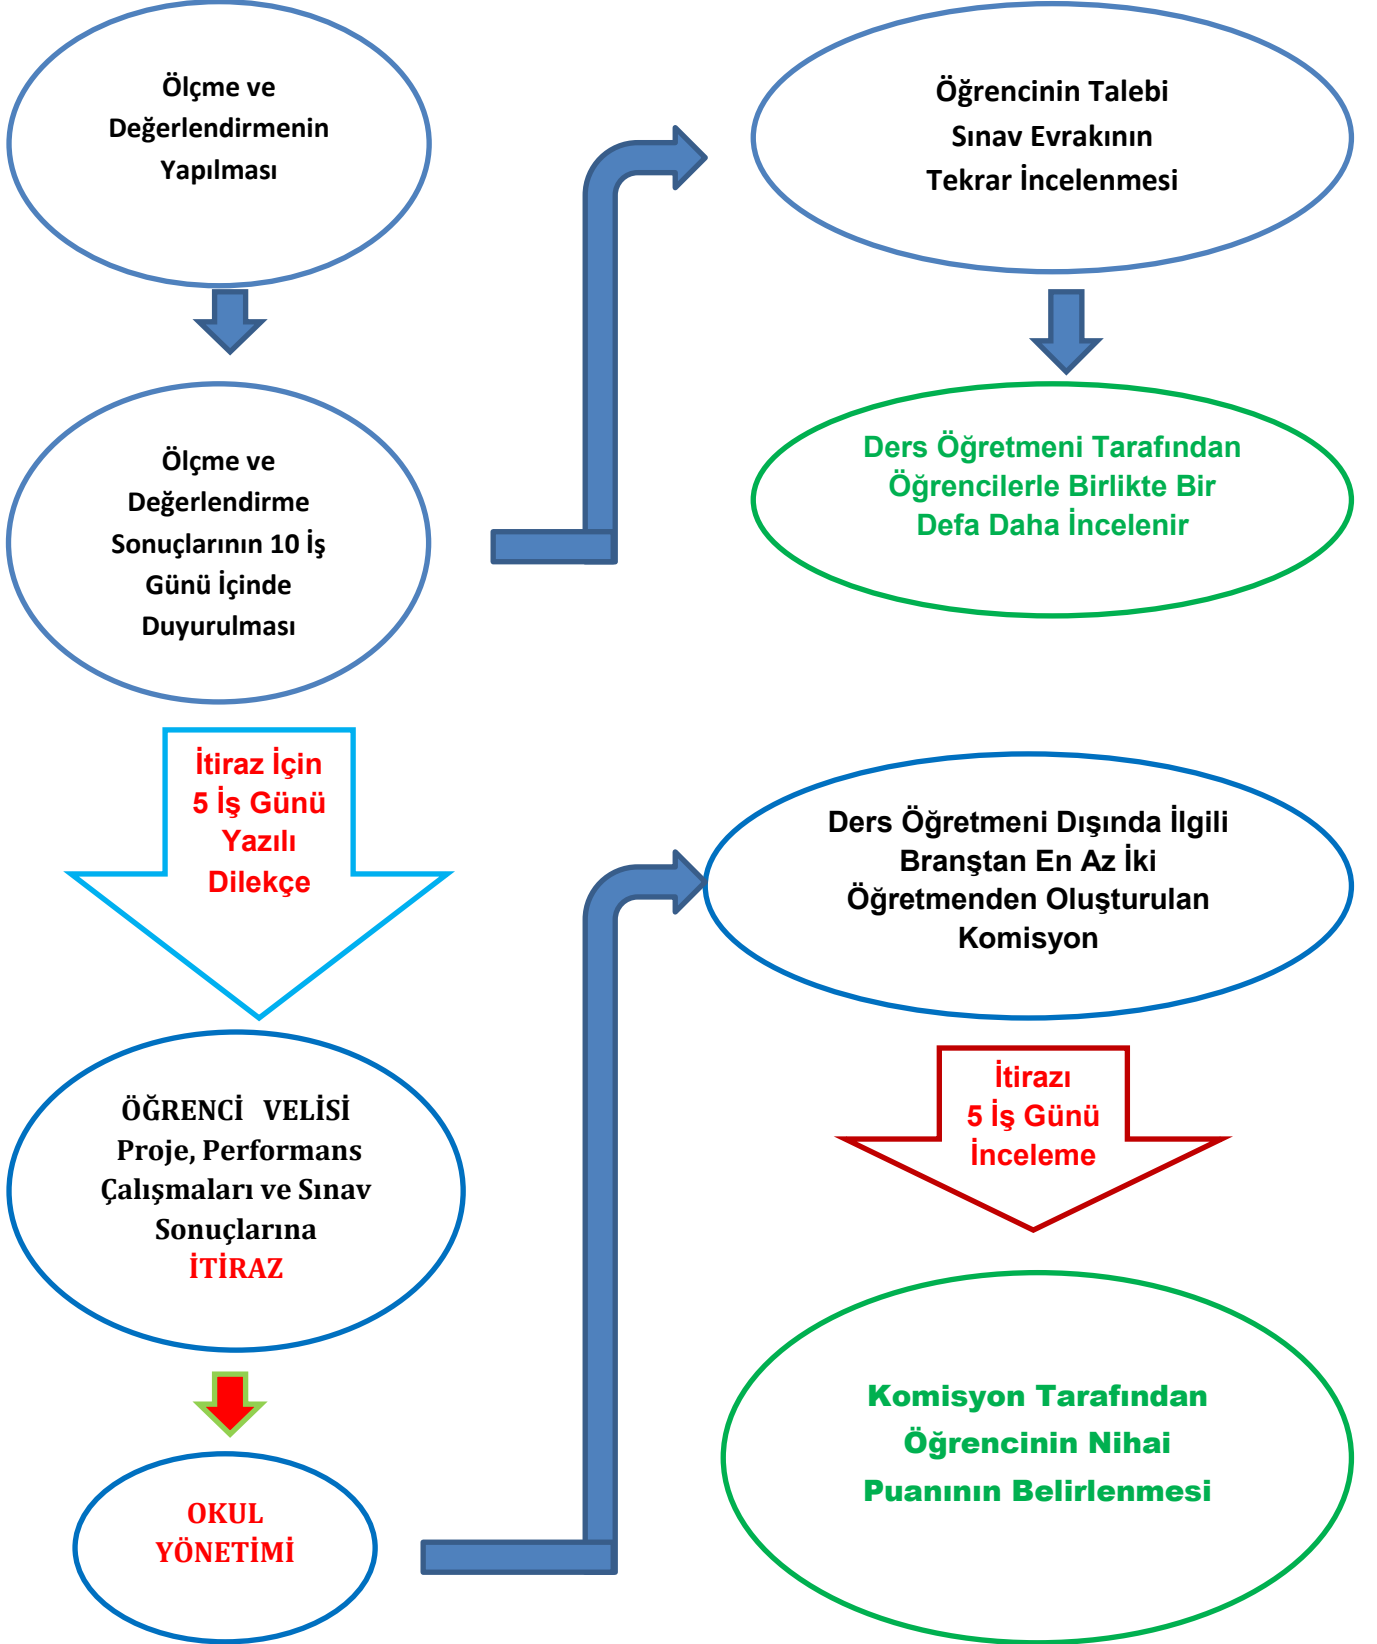 Ölçme ve
Değerlendirmenin
Yapılması
Öğrencinin Talebi
Sınav Evrakının
Tekrar İncelenmesi
Ölçme ve
Değerlendirme
Sonuçlarının 10 İş
Günü İçinde
Duyurulması
Ders Öğretmeni Tarafından
Öğrencilerle Birlikte Bir
Defa Daha İncelenir
İtiraz İçin
5 İş Günü
Yazılı
Dilekçe
Ders Öğretmeni Dışında İlgili
Branştan En Az İki
Öğretmenden Oluşturulan
Komisyon
ÖĞRENCİ VELİSİ
Proje, Performans
Çalışmaları ve Sınav
Sonuçlarına
İTİRAZ
İtirazı
5 İş Günü
İnceleme
OKUL
YÖNETİMİ
Komisyon Tarafından
Öğrencinin Nihai
Puanının Belirlenmesi